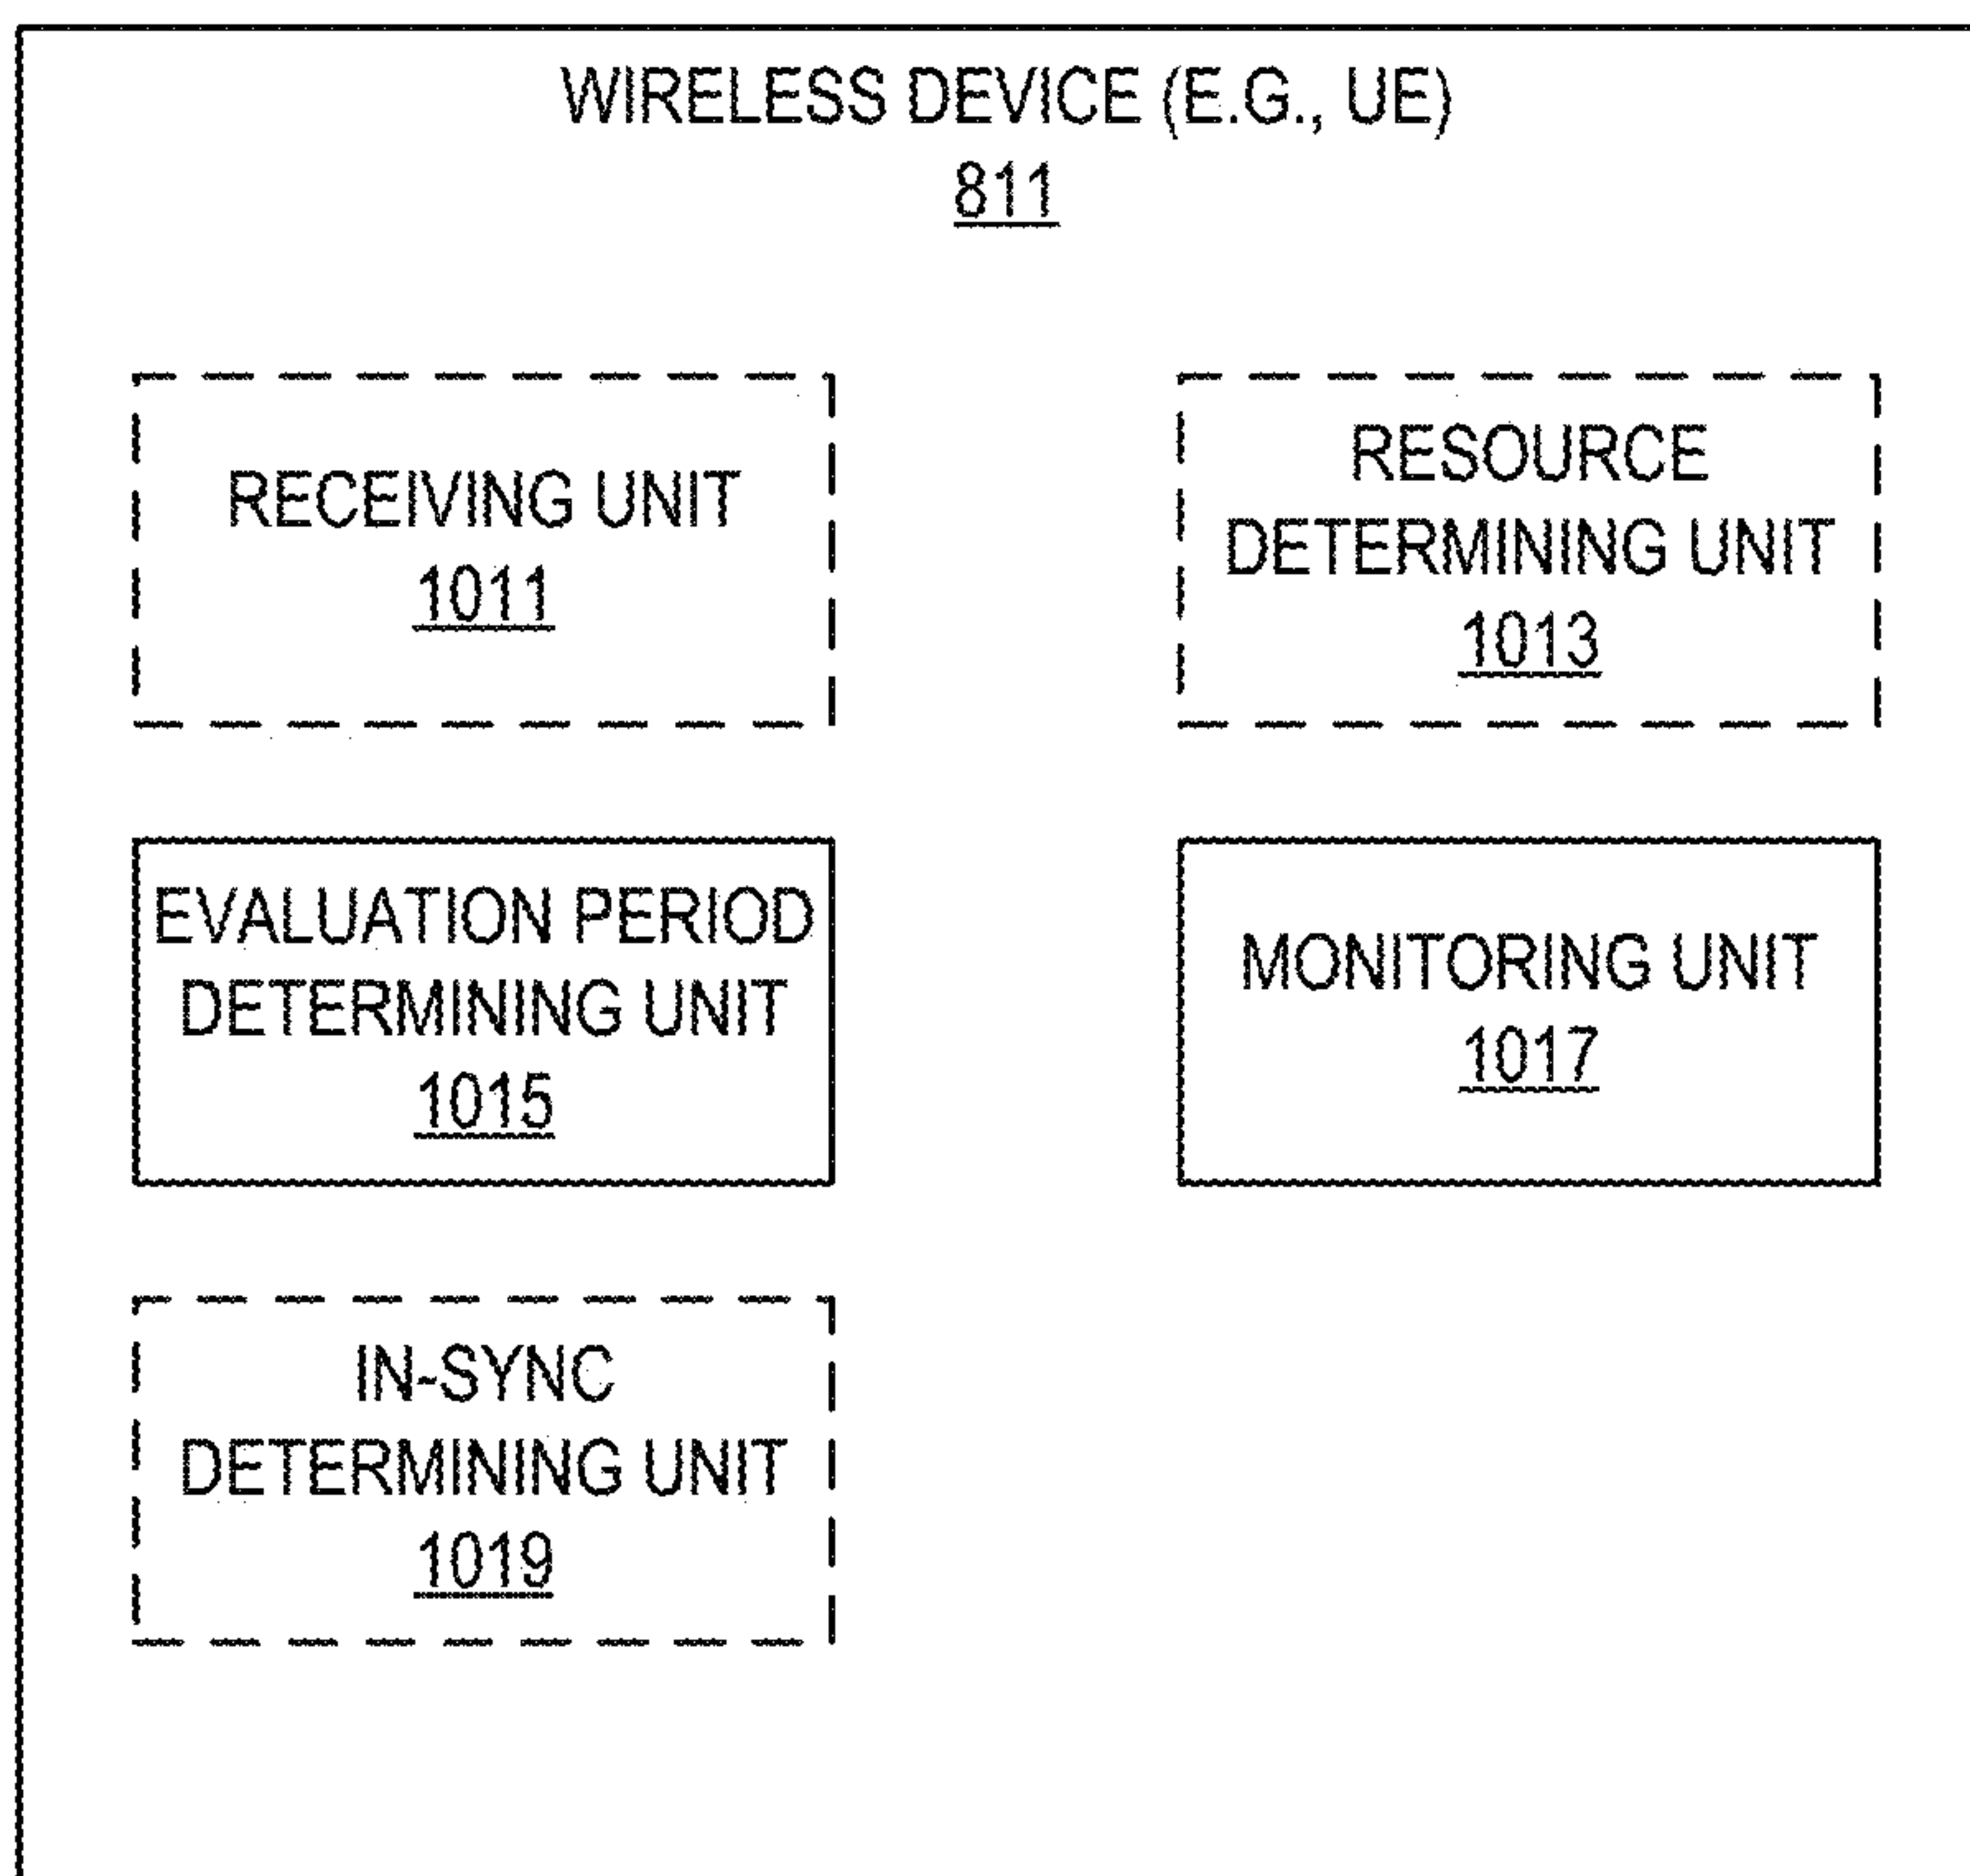 WIRELESS DEVICE (E.G., UE)
811
RECEIVING UNIT
1011
RESOURCE
DETERMINING UNIT
1013
EVALUATION PERIOD
DETERMINING UNIT
1015
MONITORING UNIT
1017
IN-SYNC
DETERMINING UNIT
1019